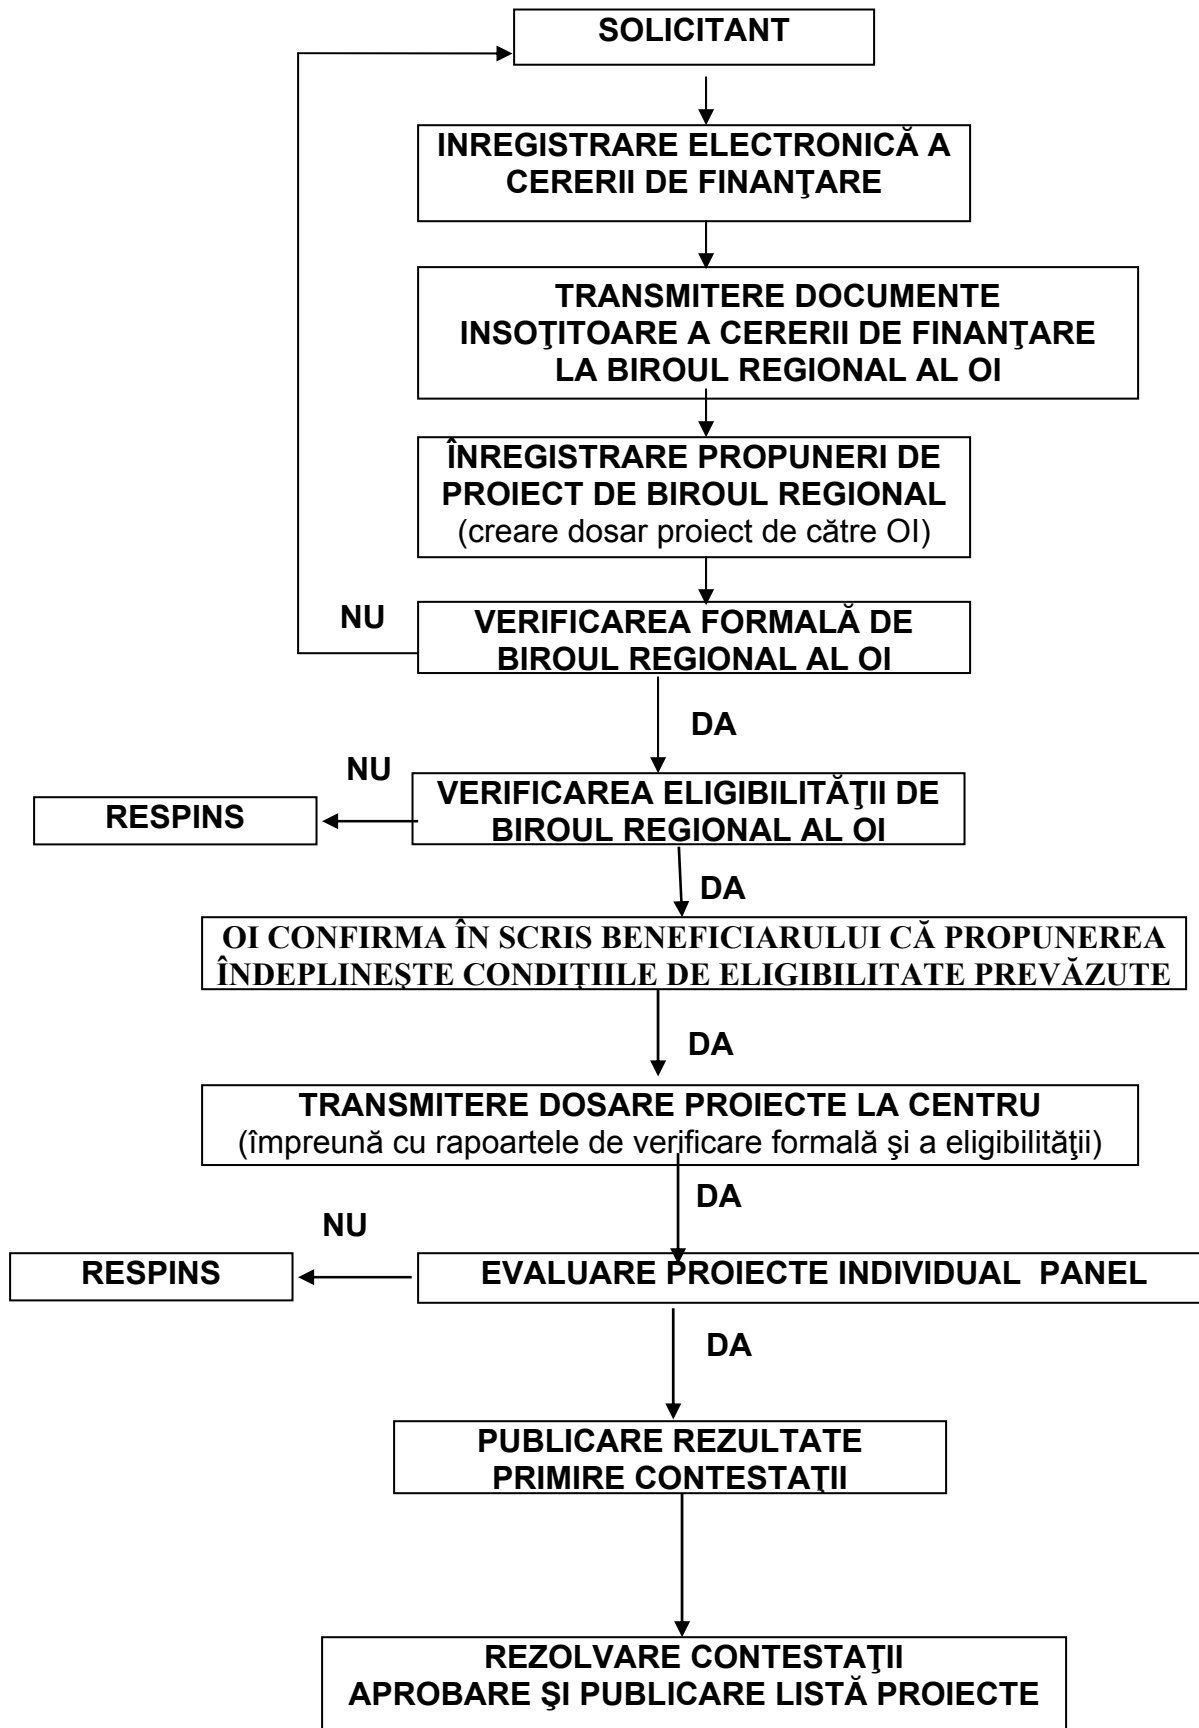 SOLICITANT
INREGISTRARE ELECTRONICĂ A
CERERII DE FINANŢARE
TRANSMITERE DOCUMENTE
INSOŢITOARE A CERERII DE FINANŢARE
LA BIROUL REGIONAL AL OI
ÎNREGISTRARE PROPUNERI DE
PROIECT DE BIROUL REGIONAL
(creare dosar proiect de către OI)
NU
VERIFICAREA FORMALĂ DE
BIROUL REGIONAL AL OI
DA
NU
VERIFICAREA ELIGIBILITĂŢII DE
BIROUL REGIONAL AL OI
RESPINS
DA
OI CONFIRMA ÎN SCRIS BENEFICIARULUI CĂ PROPUNEREA
ÎNDEPLINEŞTE CONDIŢIILE DE ELIGIBILITATE PREVĂZUTE
DA
TRANSMITERE DOSARE PROIECTE LA CENTRU
(împreună cu rapoartele de verificare formală şi a eligibilităţii)
DA
NU
RESPINS
EVALUARE PROIECTE INDIVIDUAL  PANEL
DA
PUBLICARE REZULTATE
PRIMIRE CONTESTAŢII
REZOLVARE CONTESTAŢII
APROBARE ŞI PUBLICARE LISTĂ PROIECTE